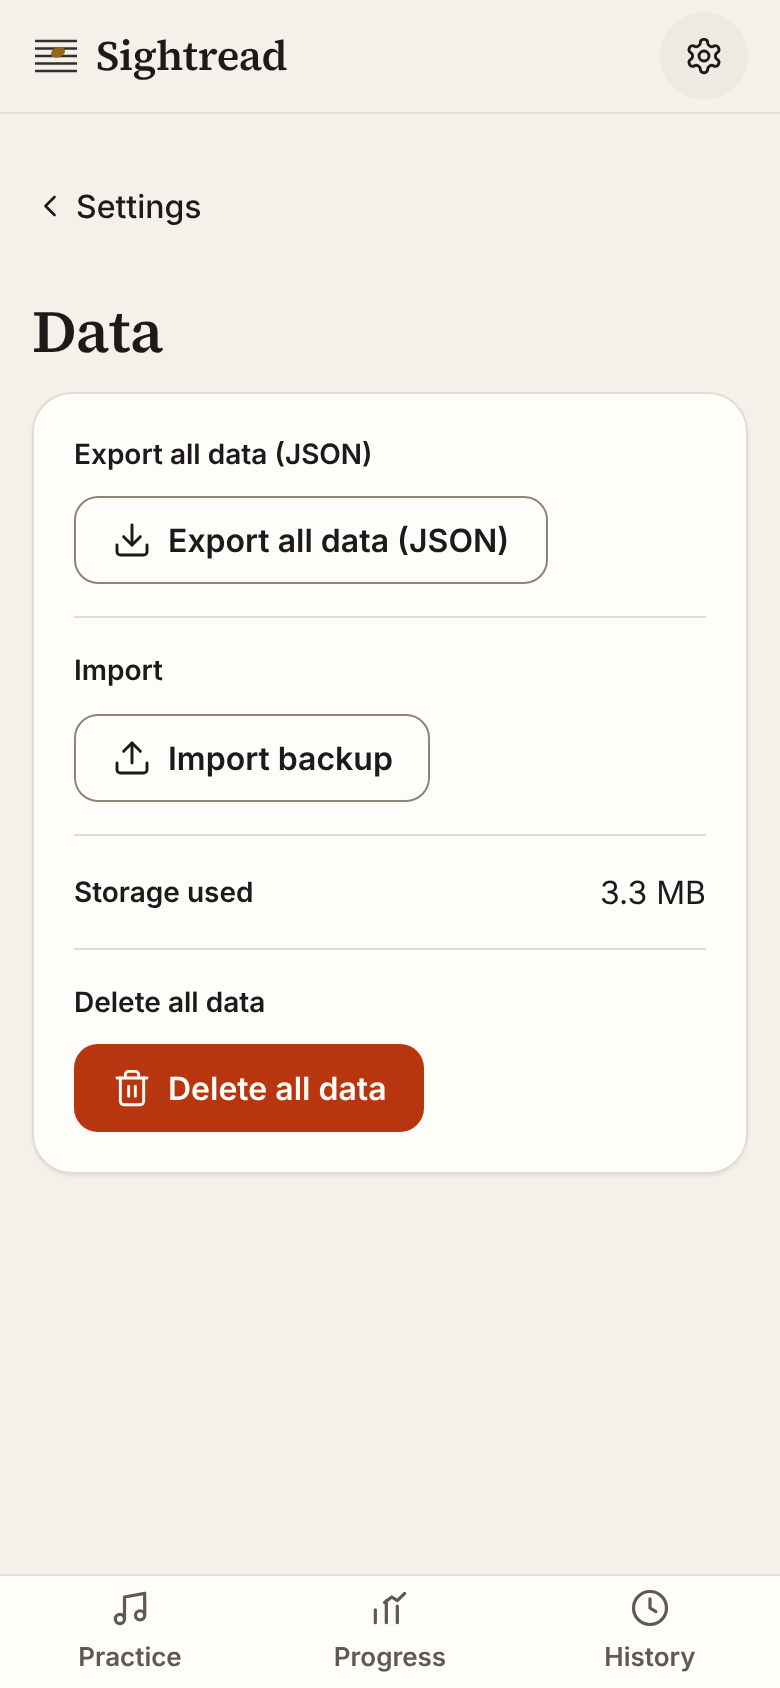 Sightread
Settings
Data
Export all data (JSON)
Export all data (JSON)
Import
Import backup
Storage used 3.3 MB
Delete all data
Delete all data
Practice Progress History